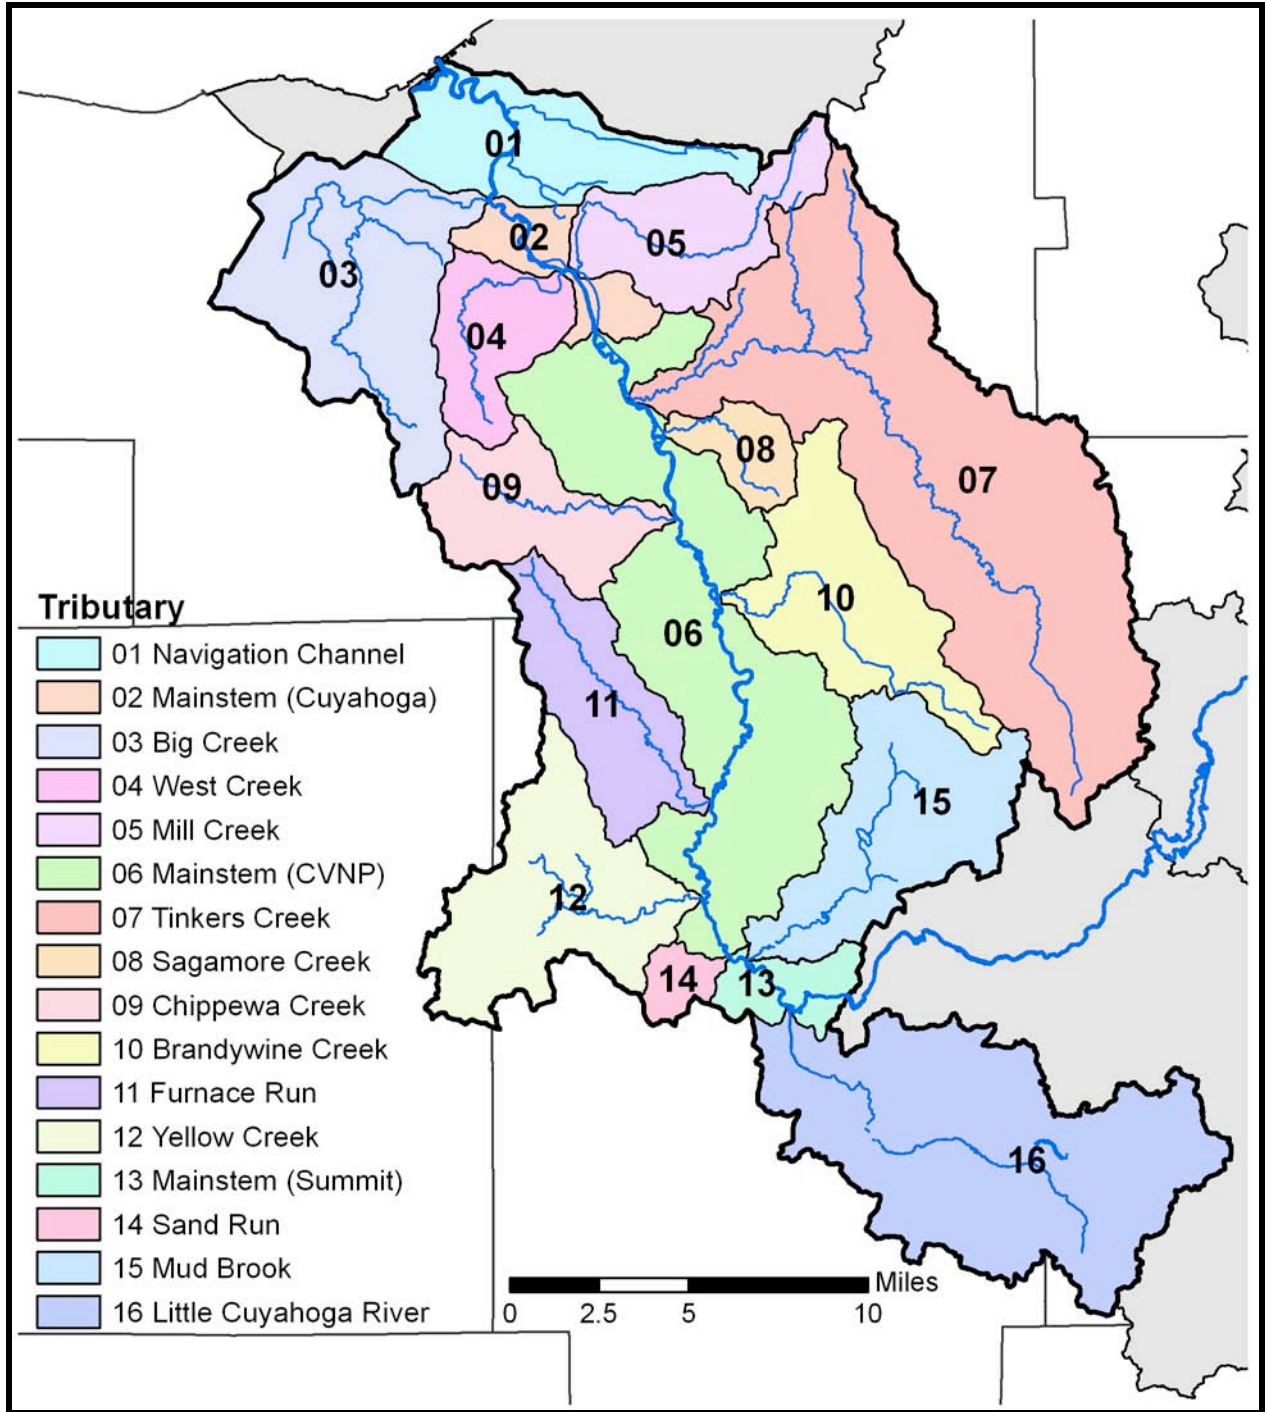 01
02
05
03
04
08
07
09
10
06
11
15
12
14
13
16
Tributary
01 Navigation Channel
02 Mainstem (Cuyahoga)
03 Big Creek
04 West Creek
05 Mill Creek
06 Mainstem (CVNP)
07 Tinkers Creek
08 Sagamore Creek
09 Chippewa Creek
10 Brandywine Creek
11 Furnace Run
12 Yellow Creek
13 Mainstem (Summit)
14 Sand Run
15 Mud Brook
16 Little Cuyahoga River
Miles
0 2.5 5 10